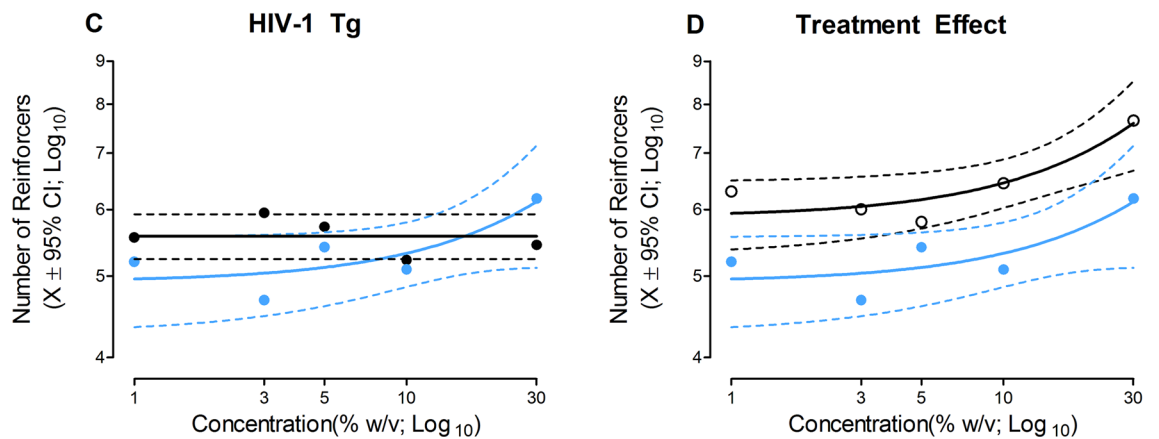 C HIV-1 Tg
Number of Reinforcers
(X ± 95% CI; Log10)
9
8
7
6
5
4
1 3 5 10 30
Concentration(% w/v; Log10)
D Treatment Effect
Number of Reinforcers
(X ± 95% CI; Log10)
9
8
7
6
5
4
1 3 5 10 30
Concentration(% w/v; Log10)